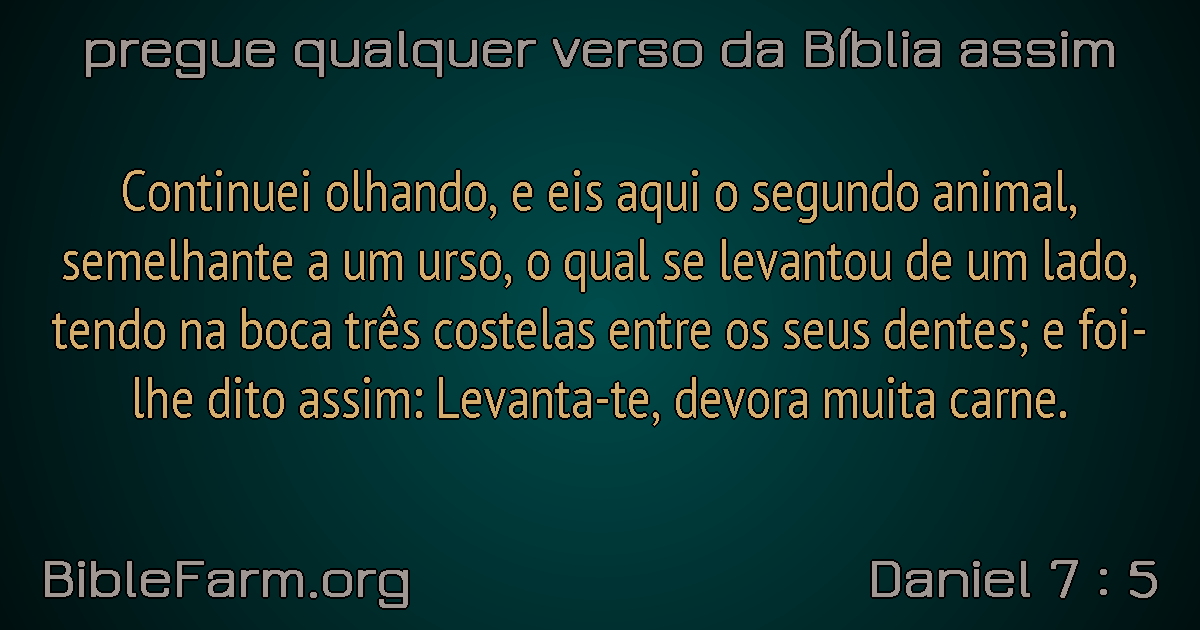 pregue qualquer verso da Bíblia assim
Continuei olhando, e eis aqui o segundo animal,
semelhante a um urso, o qual se levantou de um lado,
tendo na boca três costelas entre os seus dentes; e foi-
lhe dito assim: Levanta-te, devora muita carne.
BibleFarm.org
Daniel 7 : 5